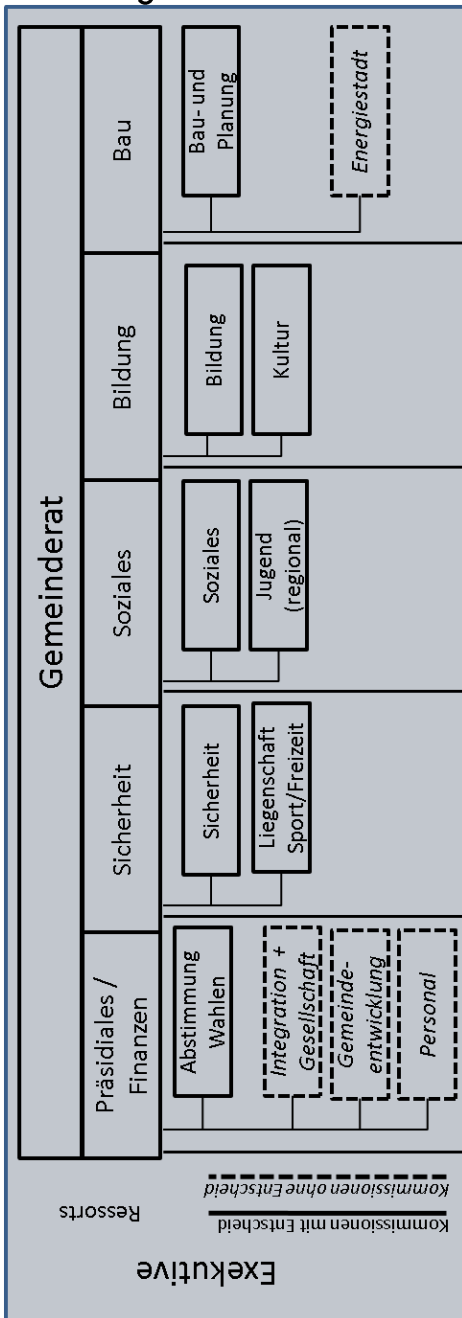 Gemeinderat
Präsidiales /
Finanzen
Sicherheit
Soziales
Bildung
Bau
Abstimmung
Wahlen
Integration +
Gesellschaft
Gemeinde-
entwicklung
Personal
Sicherheit
Liegenschaft
Sport/Freizeit
Soziales
Jugend
(regional)
Bildung
Kultur
Bau- und
Planung
Energiestadt
Exekutive
Ressorts
Kommissionen mit Entscheid
Kommissionen ohne Entscheid